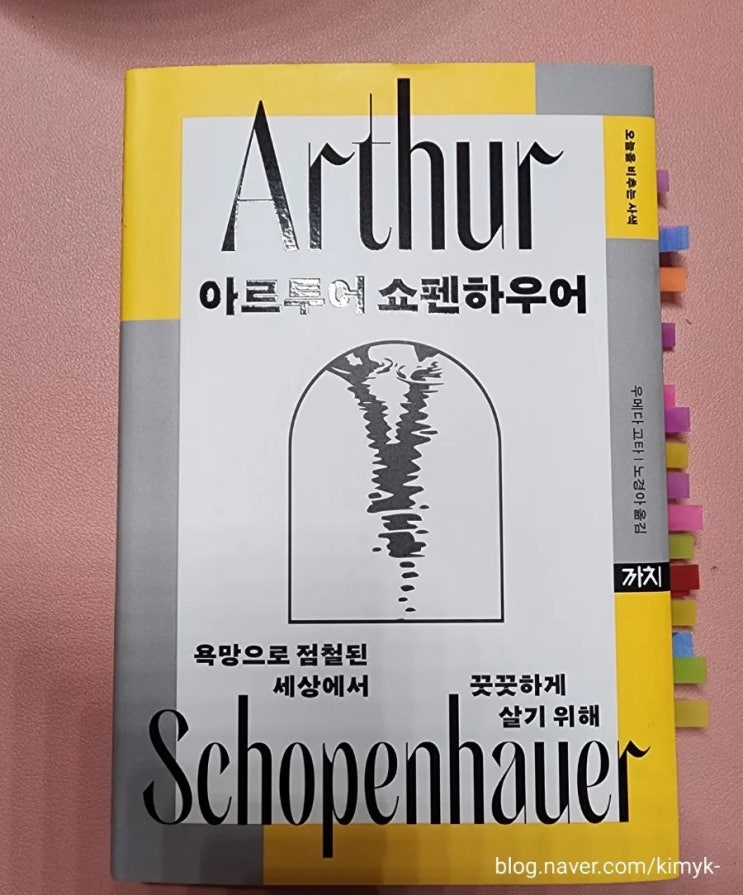 Arthur
아르투어 쇼펜하우어
오늘을 비추는 사색
우메다 고타 | 노경아 옮김
까치
욕망으로 점철된
세상에서
꿋꿋하게
살기 위해
Schopenhauer
blog.naver.com/kimyk-